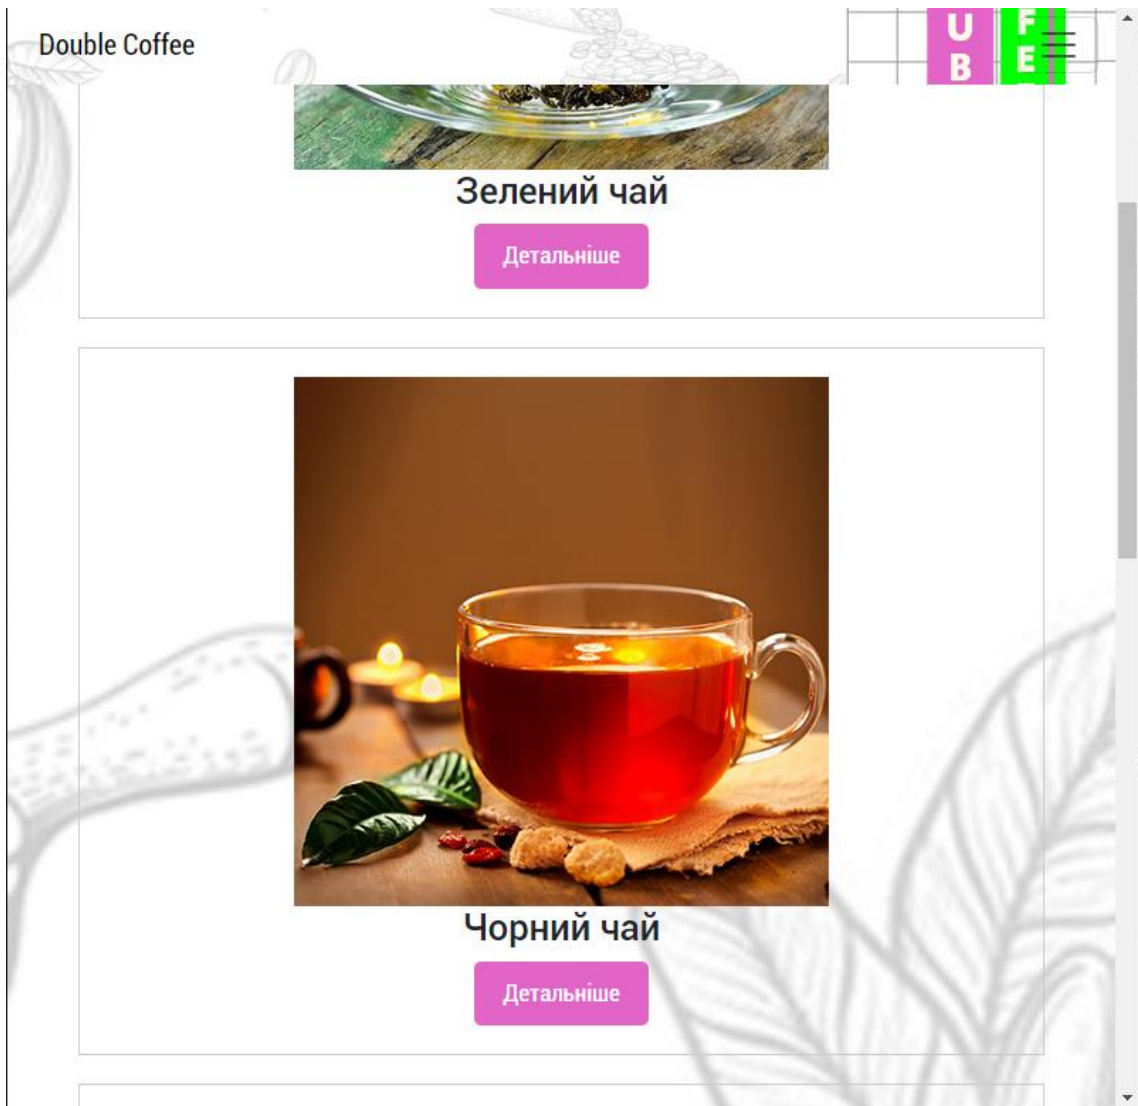 Double Coffee
U
B
F
E
Зелений чай
Детальніше
Чорний чай
Детальніше